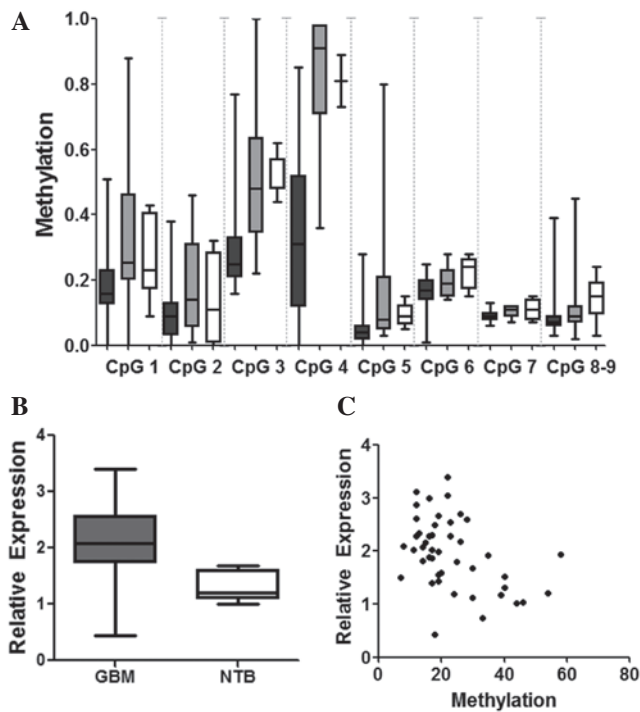 A
Methylation
1.0
0.8
0.6
0.4
0.2
0.0
CpG 1 CpG 2 CpG 3 CpG 4 CpG 5 CpG 6 CpG 7 CpG 8-9
B
Relative Expression
4
3
2
1
0
GBM NTB
C
Relative Expression
4
3
2
1
0
0 20 40 60 80
Methylation